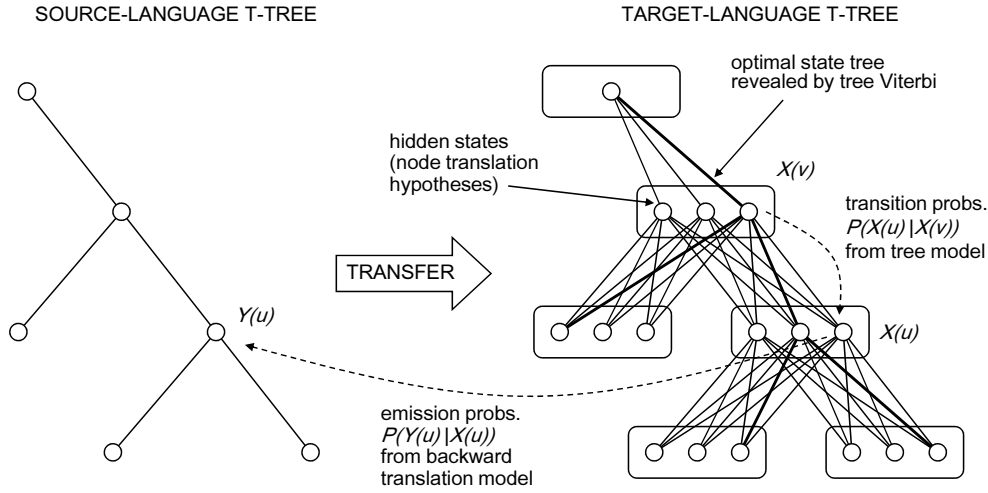 SOURCE-LANGUAGE T-TREE
TARGET-LANGUAGE T-TREE
optimal state tree
revealed by tree Viterbi
hidden states
(node translation
hypotheses)
X(v)
transition probs.
P(X(u)|X(v))
from tree model
TRANSFER
Y(u)
X(u)
emission probs.
P(Y(u)|X(u))
from backward
translation model